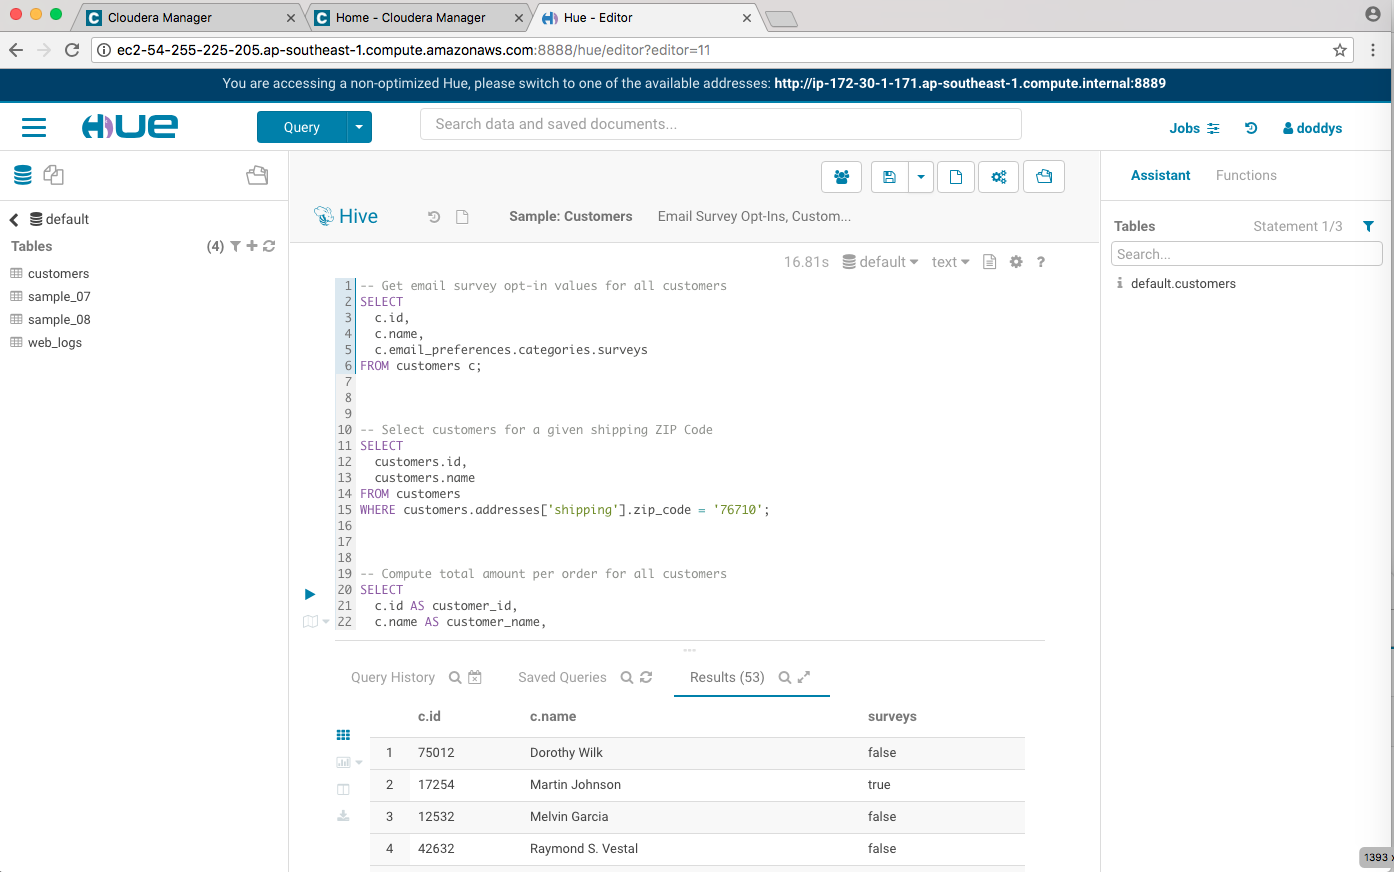 Cloudera Manager
Home - Cloudera Manager
Hue - Editor
ec2-54-255-225-205.ap-southeast-1.compute.amazonaws.com:8888/hue/editor?editor=11
You are accessing a non-optimized Hue, please switch to one of the available addresses: http://ip-172-30-1-171.ap-southeast-1.compute.internal:8889
HUE Query Search data and saved documents... Jobs doddys
Assistant Functions
default
Tables (4)
customers
sample_07
sample_08
web_logs
Hive Sample: Customers Email Survey Opt-Ins, Custom...
16.81s default text ?
1 -- Get email survey opt-in values for all customers
2 SELECT
3 c.id,
4 c.name,
5 c.email_preferences.categories.surveys
6 FROM customers c;
7
8
9
10 -- Select customers for a given shipping ZIP Code
11 SELECT
12 customers.id,
13 customers.name
14 FROM customers
15 WHERE customers.addresses['shipping'].zip_code = '76710';
16
17
18
19 -- Compute total amount per order for all customers
20 SELECT
21 c.id AS customer_id,
22 c.name AS customer_name,
Query History Saved Queries Results (53)
c.id c.name surveys
1 75012 Dorothy Wilk false
2 17254 Martin Johnson true
3 12532 Melvin Garcia false
4 42632 Raymond S. Vestal false
Tables Statement 1/3
Search...
default.customers
1393 x